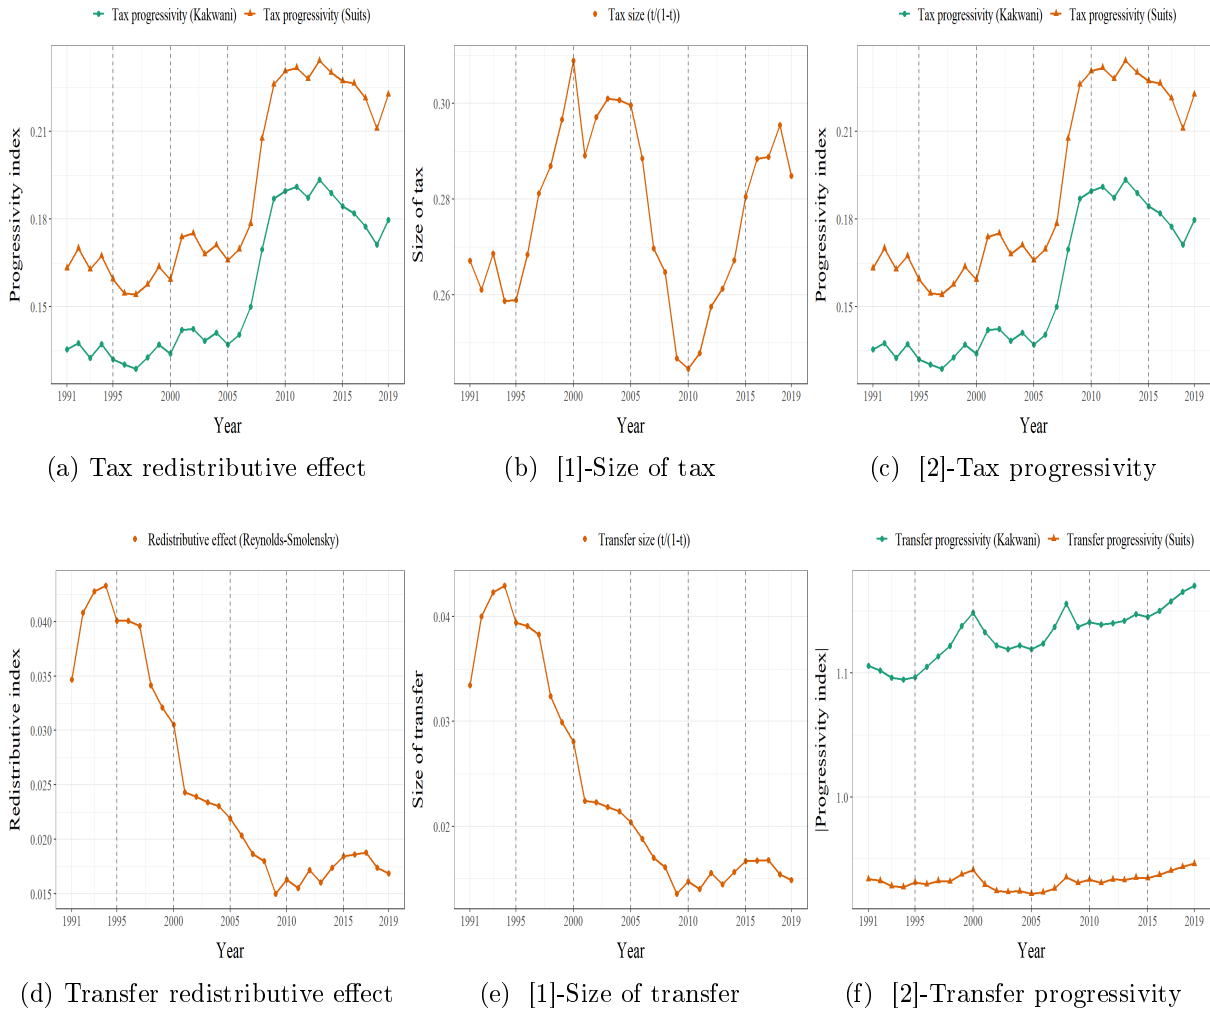 Tax progressivity (Kakwani) Tax progressivity (Suits)
Progressivity index
0.21
0.18
0.15
1991 1995 2000 2005 2010 2015 2019
Year
(a) Tax redistributive effect
Tax size (t/(1-t))
Size of tax
0.30
0.28
0.26
1991 1995 2000 2005 2010 2015 2019
Year
(b) [1]-Size of tax
Tax progressivity (Kakwani) Tax progressivity (Suits)
Progressivity index
0.21
0.18
0.15
1991 1995 2000 2005 2010 2015 2019
Year
(c) [2]-Tax progressivity
Redistributive effect (Reynolds-Smolensky)
Redistributive index
0.040
0.035
0.030
0.025
0.020
0.015
1991 1995 2000 2005 2010 2015 2019
Year
(d) Transfer redistributive effect
Transfer size (t/(1-t))
Size of transfer
0.04
0.03
0.02
1991 1995 2000 2005 2010 2015 2019
Year
(e) [1]-Size of transfer
Transfer progressivity (Kakwani) Transfer progressivity (Suits)
|Progressivity index|
1.1
1.0
1991 1995 2000 2005 2010 2015 2019
Year
(f) [2]-Transfer progressivity